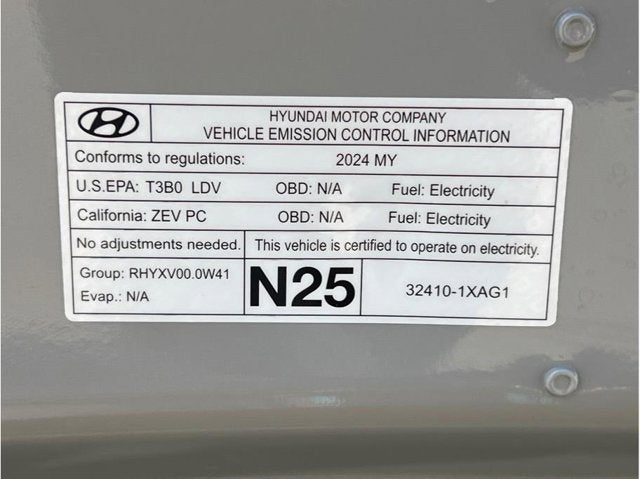 HYUNDAI MOTOR COMPANY
VEHICLE EMISSION CONTROL INFORMATION
Conforms to regulations: 2024 MY
U.S.EPA: T3B0 LDV OBD: N/A Fuel: Electricity
California: ZEV PC OBD: N/A Fuel: Electricity
No adjustments needed. This vehicle is certified to operate on electricity.
Group: RHYXV00.0W41
Evap.: N/A
N25
32410-1XAG1